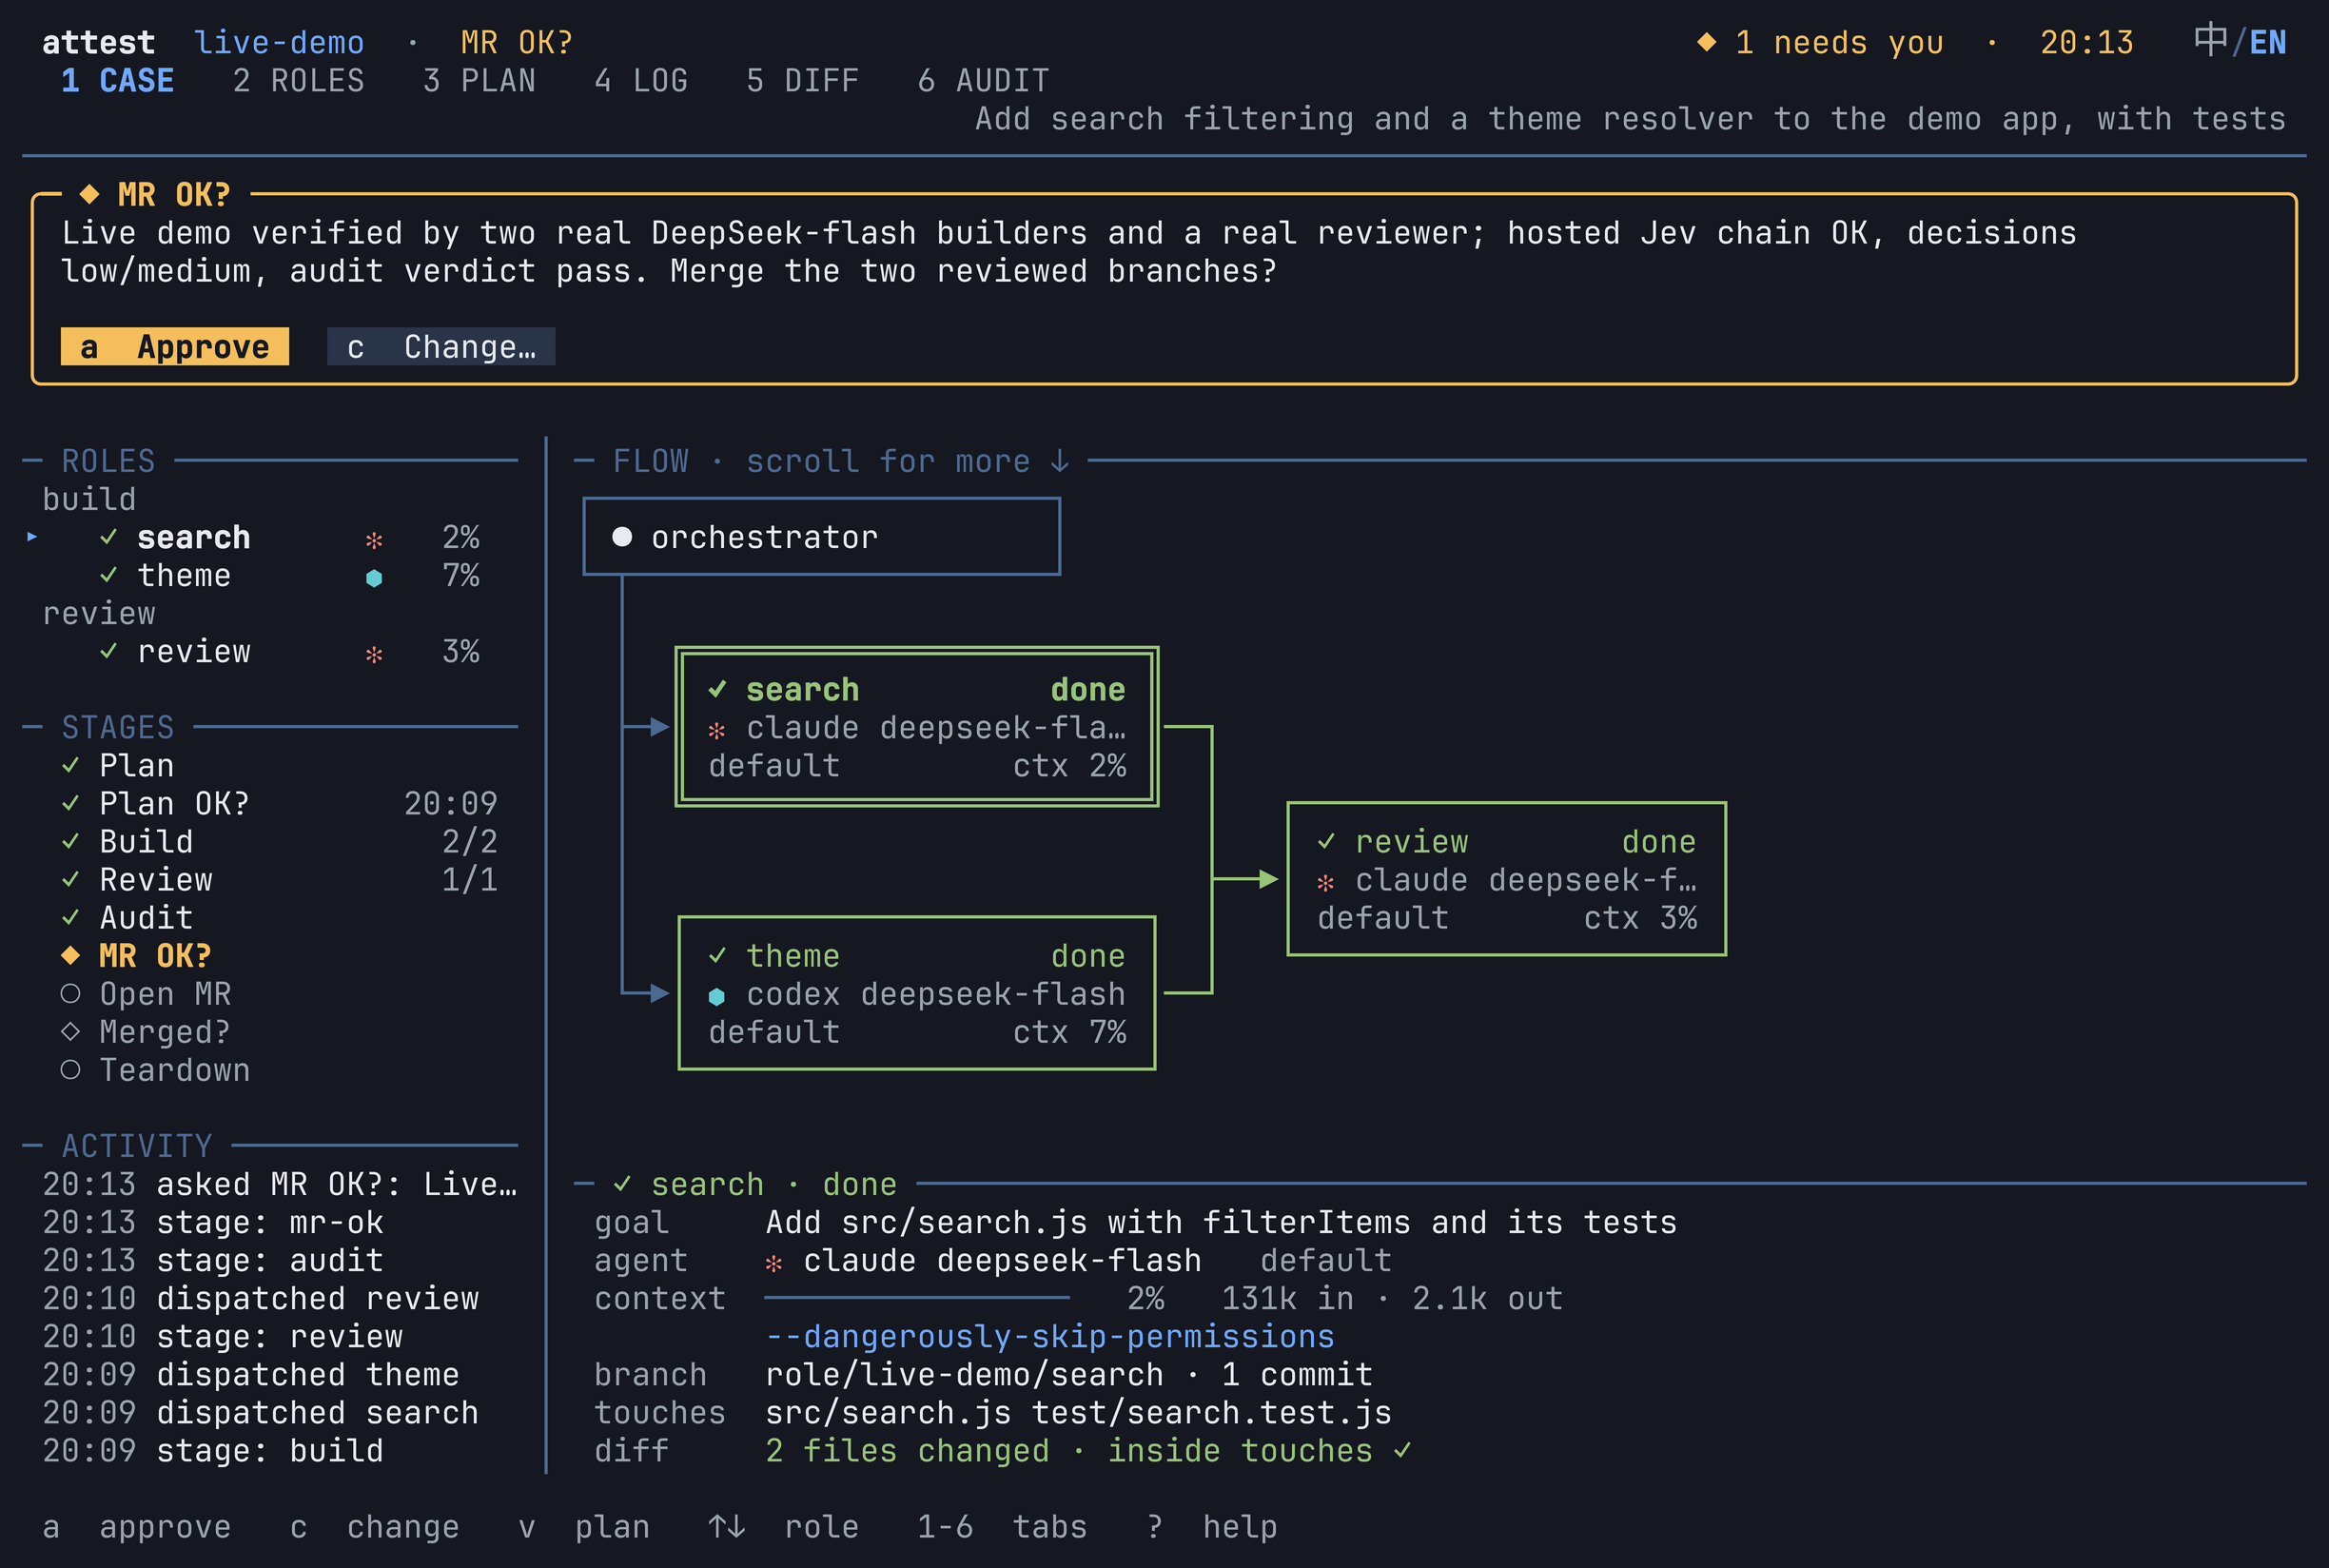 attest live-demo · MR OK? ◆ 1 needs you · 20:13 中/EN
1 CASE 2 ROLES 3 PLAN 4 LOG 5 DIFF 6 AUDIT
Add search filtering and a theme resolver to the demo app, with tests
◆ MR OK?
Live demo verified by two real DeepSeek-flash builders and a real reviewer; hosted Jev chain OK, decisions
low/medium, audit verdict pass. Merge the two reviewed branches?
a Approve c Change…
ROLES
build
▸ ✓ search ✻ 2%
✓ theme ⬢ 7%
review
✓ review ✻ 3%
STAGES
✓ Plan
✓ Plan OK? 20:09
✓ Build 2/2
✓ Review 1/1
✓ Audit
◆ MR OK?
○ Open MR
◇ Merged?
○ Teardown
ACTIVITY
20:13 asked MR OK?: Live…
20:13 stage: mr-ok
20:13 stage: audit
20:10 dispatched review
20:10 stage: review
20:09 dispatched theme
20:09 dispatched search
20:09 stage: build
FLOW · scroll for more ↓
● orchestrator
✓ search done
✻ claude deepseek-fla…
default ctx 2%
✓ theme done
⬢ codex deepseek-flash
default ctx 7%
✓ review done
✻ claude deepseek-f…
default ctx 3%
✓ search · done
goal Add src/search.js with filterItems and its tests
agent ✻ claude deepseek-flash default
context 2% 131k in · 2.1k out
--dangerously-skip-permissions
branch role/live-demo/search · 1 commit
touches src/search.js test/search.test.js
diff 2 files changed · inside touches ✓
a approve c change v plan ↑↓ role 1-6 tabs ? help